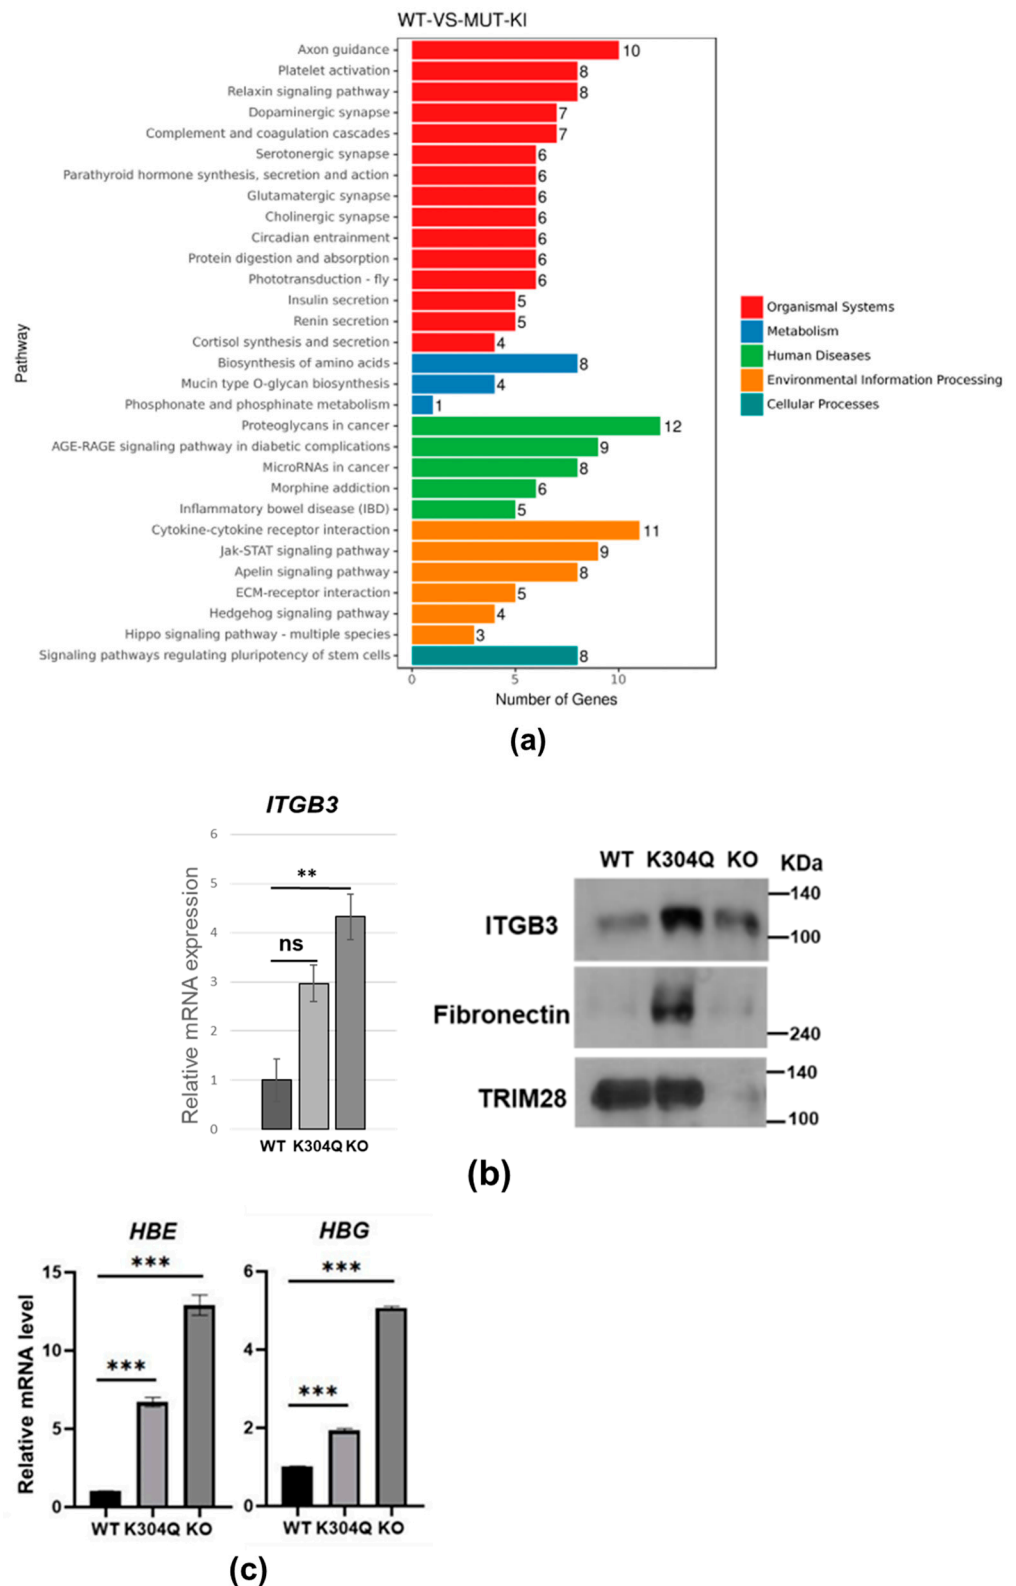 WT-VS-MUT-KI
Axon guidance 10
Platelet activation 8
Relaxin signaling pathway 8
Dopaminergic synapse 7
Complement and coagulation cascades 7
Serotonergic synapse 6
Parathyroid hormone synthesis, secretion and action 6
Glutamatergic synapse 6
Cholinergic synapse 6
Circadian entrainment 6
Protein digestion and absorption 6
Phototransduction - fly 6
Insulin secretion 5
Renin secretion 5
Cortisol synthesis and secretion 4
Biosynthesis of amino acids 8
Mucin type O-glycan biosynthesis 4
Phosphonate and phosphinate metabolism 1
Proteoglycans in cancer 12
AGE-RAGE signaling pathway in diabetic complications 9
MicroRNAs in cancer 8
Morphine addiction 6
Inflammatory bowel disease (IBD) 5
Cytokine-cytokine receptor interaction 11
Jak-STAT signaling pathway 9
Apelin signaling pathway 8
ECM-receptor interaction 5
Hedgehog signaling pathway 4
Hippo signaling pathway - multiple species 3
Signaling pathways regulating pluripotency of stem cells 8
Pathway
0 5 10
Number of Genes
Organismal Systems
Metabolism
Human Diseases
Environmental Information Processing
Cellular Processes
(a)
ITGB3
Relative mRNA expression
6
5
4
3
2
1
0
**
ns
WT K304Q KO
WT K304Q KO KDa
ITGB3
140
100
Fibronectin
240
TRIM28
140
100
(b)
HBE
Relative mRNA level
15
10
5
0
***
***
WT K304Q KO
HBG
6
4
2
0
***
***
WT K304Q KO
(c)